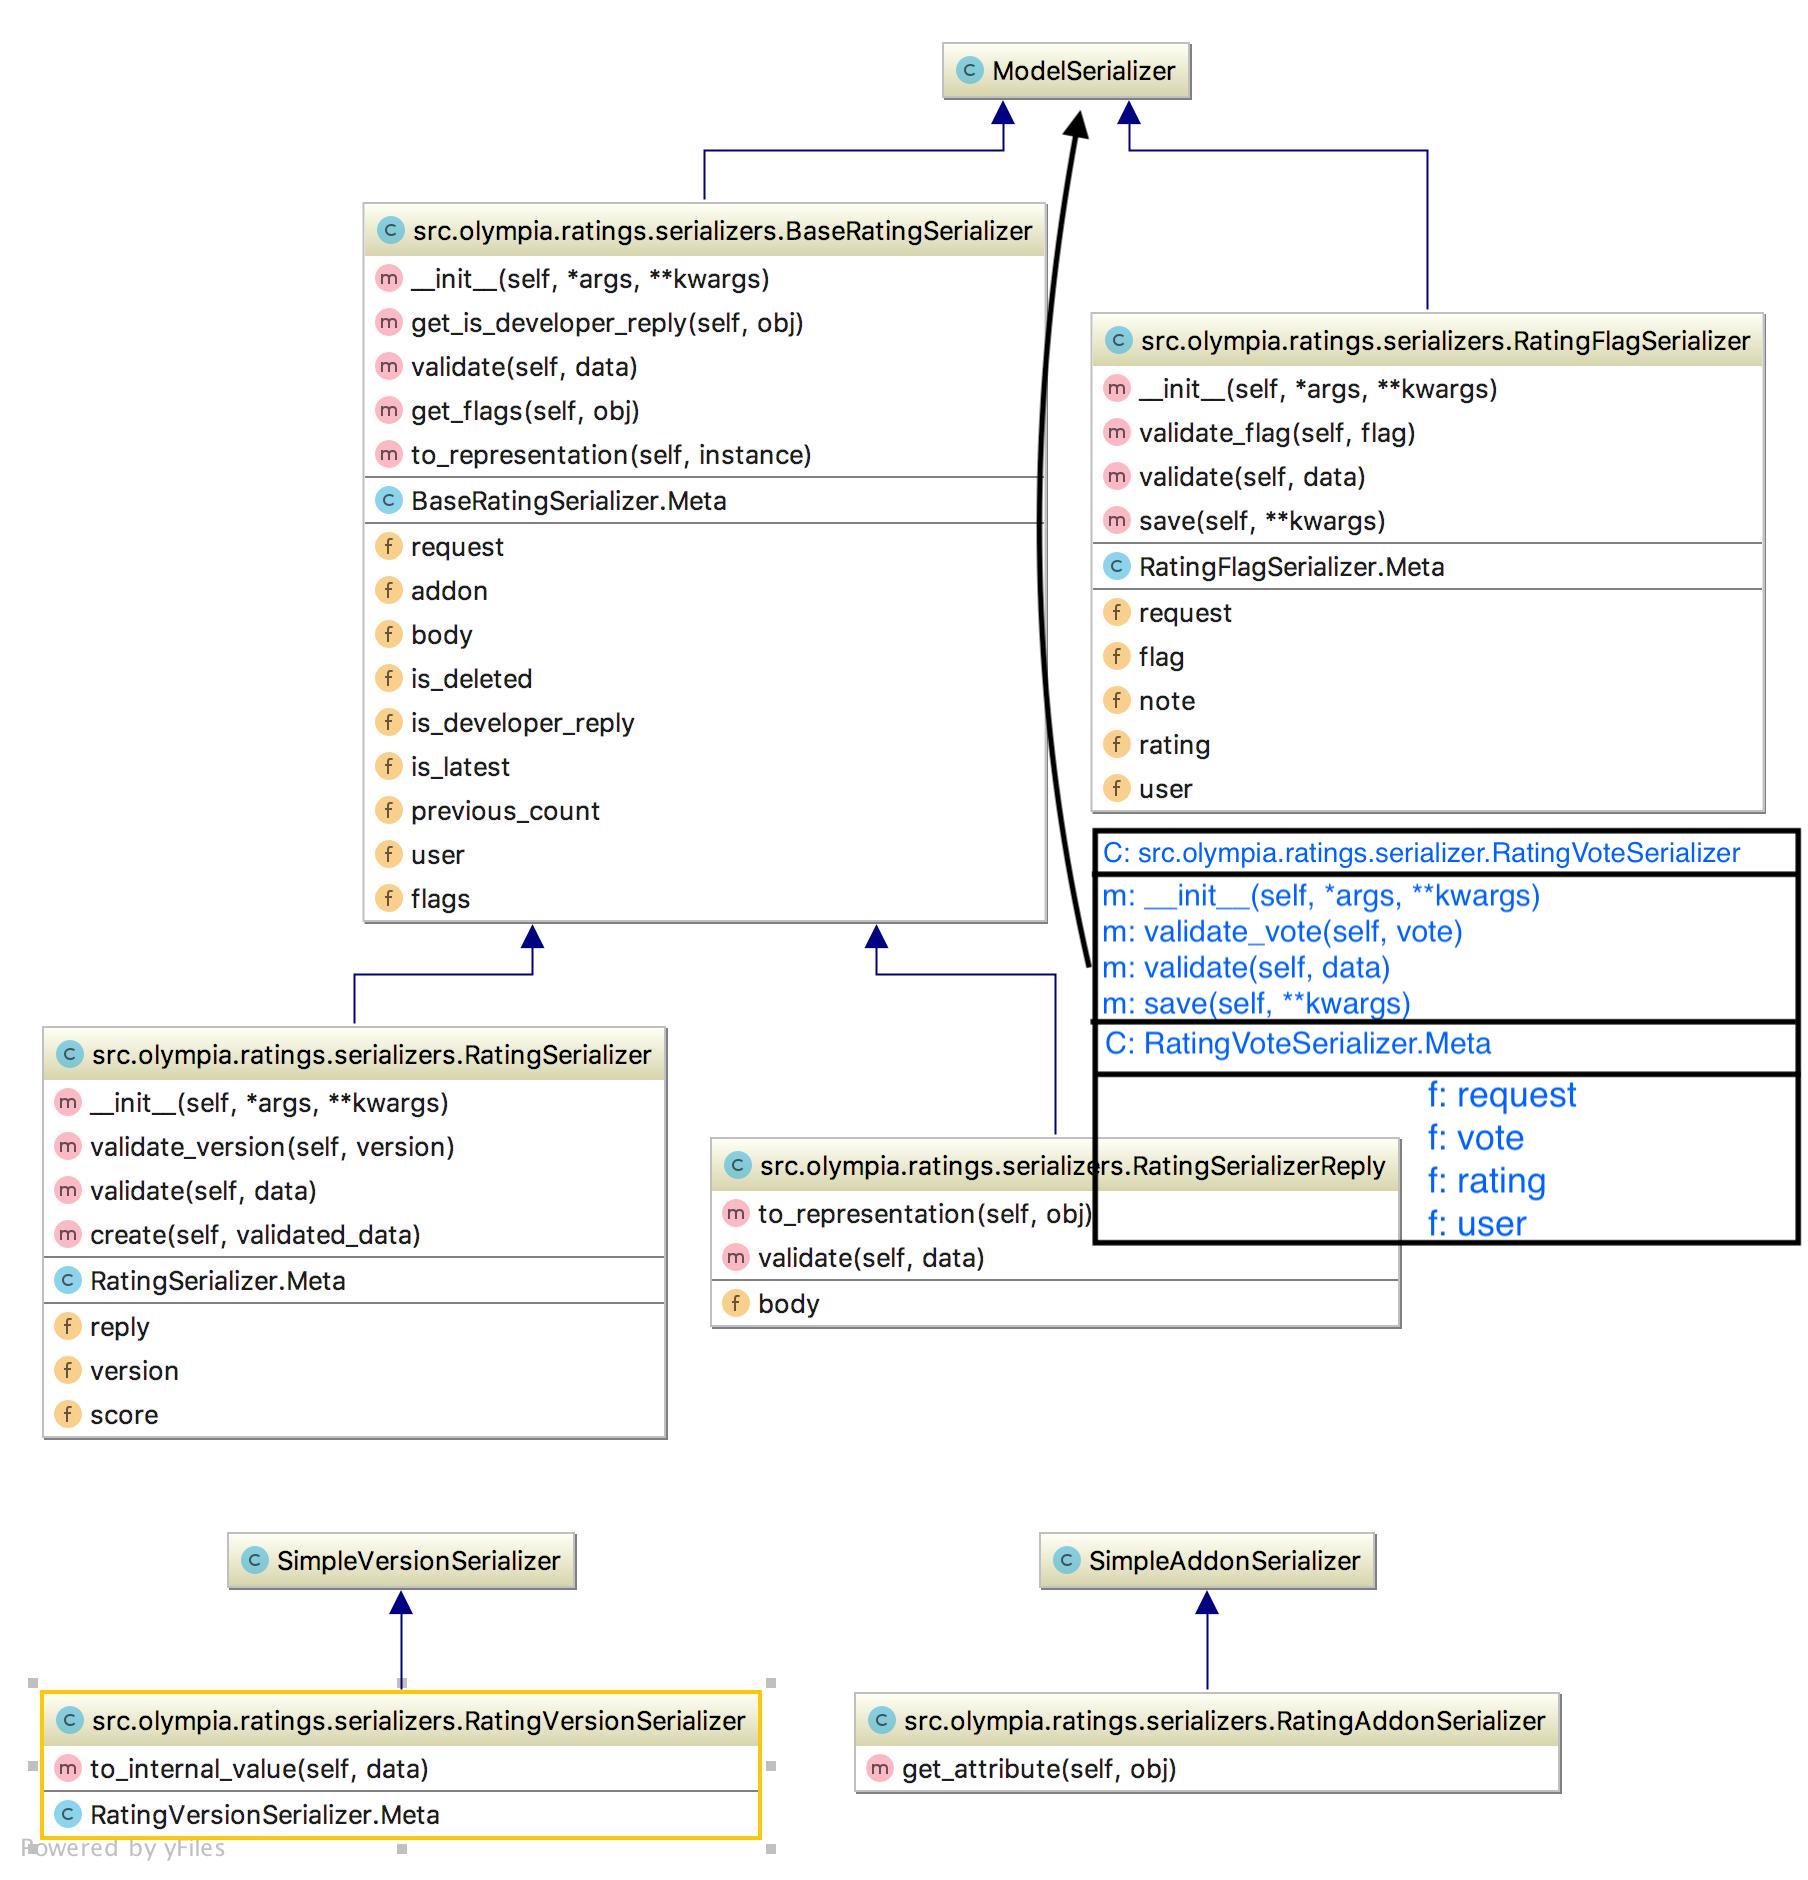 C ModelSerializer
C src.olympia.ratings.serializers.BaseRatingSerializer
m __init__(self, *args, **kwargs)
m get_is_developer_reply(self, obj)
m validate(self, data)
m get_flags(self, obj)
m to_representation(self, instance)
C BaseRatingSerializer.Meta
f request
f addon
f body
f is_deleted
f is_developer_reply
f is_latest
f previous_count
f user
f flags
C src.olympia.ratings.serializers.RatingFlagSerializer
m __init__(self, *args, **kwargs)
m validate_flag(self, flag)
m validate(self, data)
m save(self, **kwargs)
C RatingFlagSerializer.Meta
f request
f flag
f note
f rating
f user
C: src.olympia.ratings.serializer.RatingVoteSerializer
m: __init__(self, *args, **kwargs)
m: validate_vote(self, vote)
m: validate(self, data)
m: save(self, **kwargs)
C: RatingVoteSerializer.Meta
f: request
f: vote
f: rating
f: user
C src.olympia.ratings.serializers.RatingSerializer
m __init__(self, *args, **kwargs)
m validate_version(self, version)
m validate(self, data)
m create(self, validated_data)
C RatingSerializer.Meta
f reply
f version
f score
C src.olympia.ratings.serializers.RatingSerializerReply
m to_representation(self, obj)
m validate(self, data)
f body
C SimpleVersionSerializer
C src.olympia.ratings.serializers.RatingVersionSerializer
m to_internal_value(self, data)
C RatingVersionSerializer.Meta
C SimpleAddonSerializer
C src.olympia.ratings.serializers.RatingAddonSerializer
m get_attribute(self, obj)
Powered by yFiles